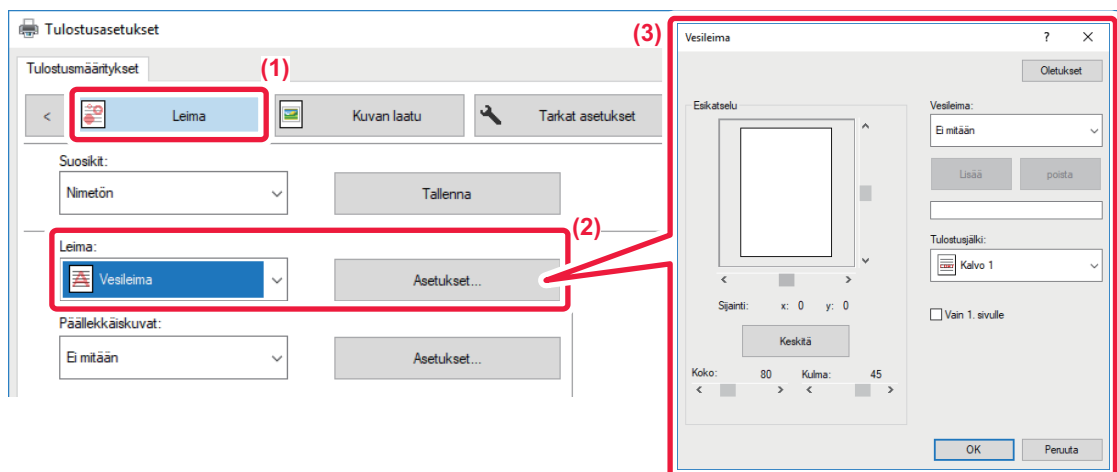 Tulostusasetukset
Tulostusmääritykset
(1)
<
Leima
Kuvan laatu
Tarkat asetukset
Suosikit:
Nimetön
Tallenna
(2)
Leima:
Vesileima
Asetukset...
Päällekkäiskuvat:
Ei mitään
Asetukset...
(3)
Vesileima
? ×
Oletukset
Esikatselu
Sijainti: x: 0 y: 0
Keskitä
Koko: 80 Kulma: 45
< > < >
Vesileima:
Ei mitään
Lisää poista
Tulostusjälki:
Kalvo 1
Vain 1. sivulle
OK Peruuta